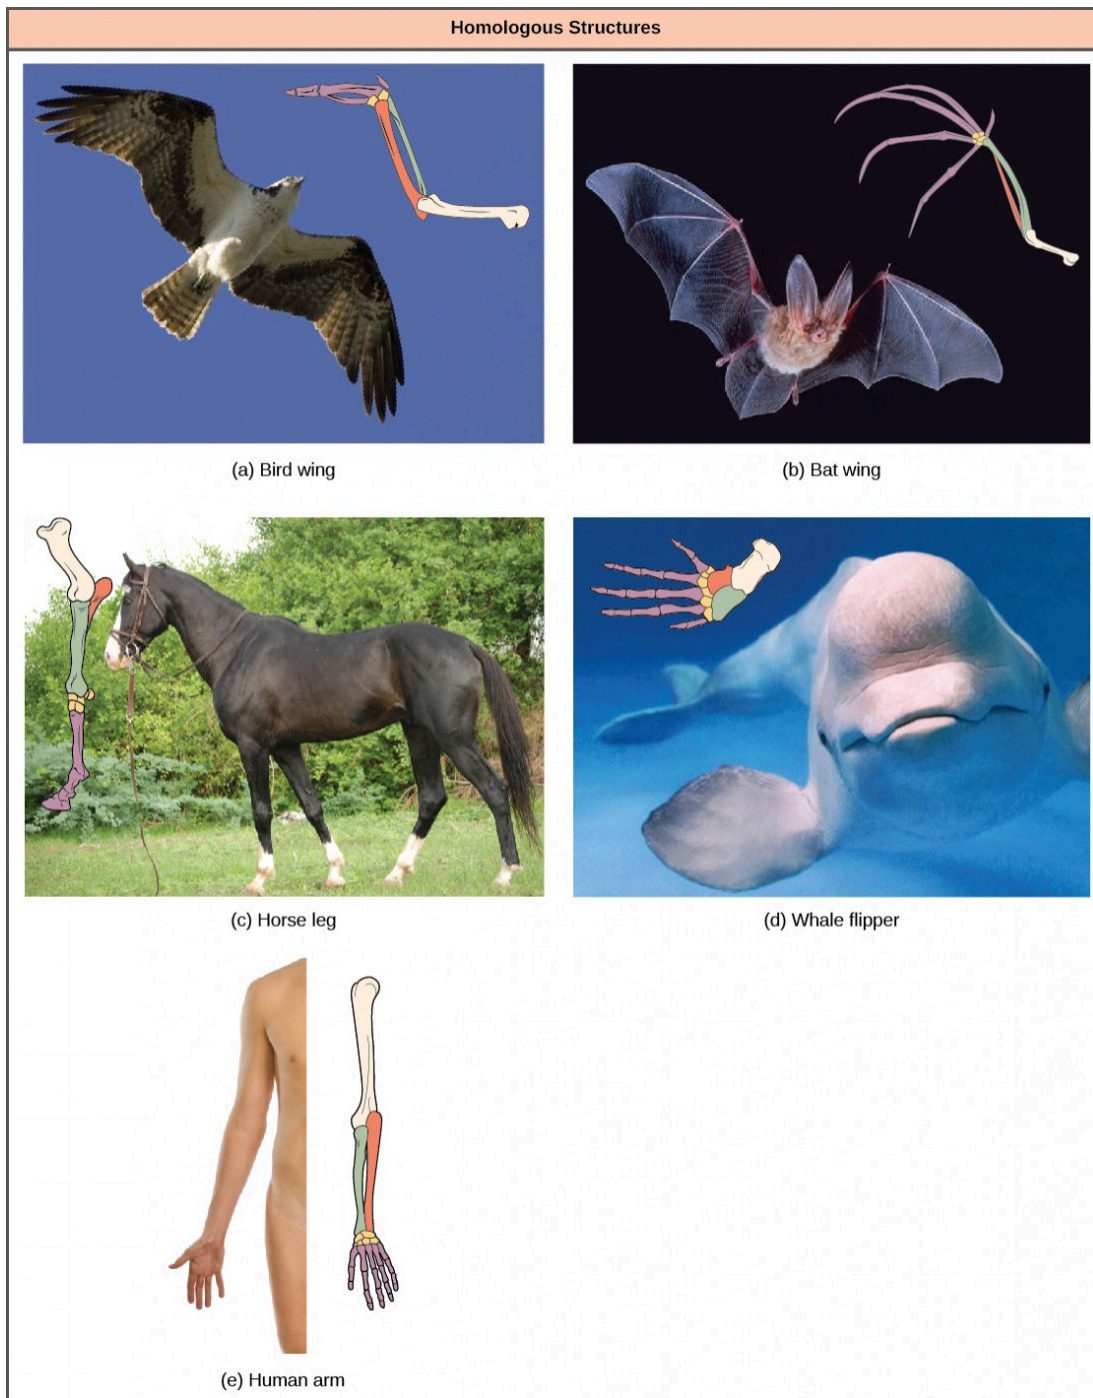 Homologous Structures
(a) Bird wing
(b) Bat wing
(c) Horse leg
(d) Whale flipper
(e) Human arm